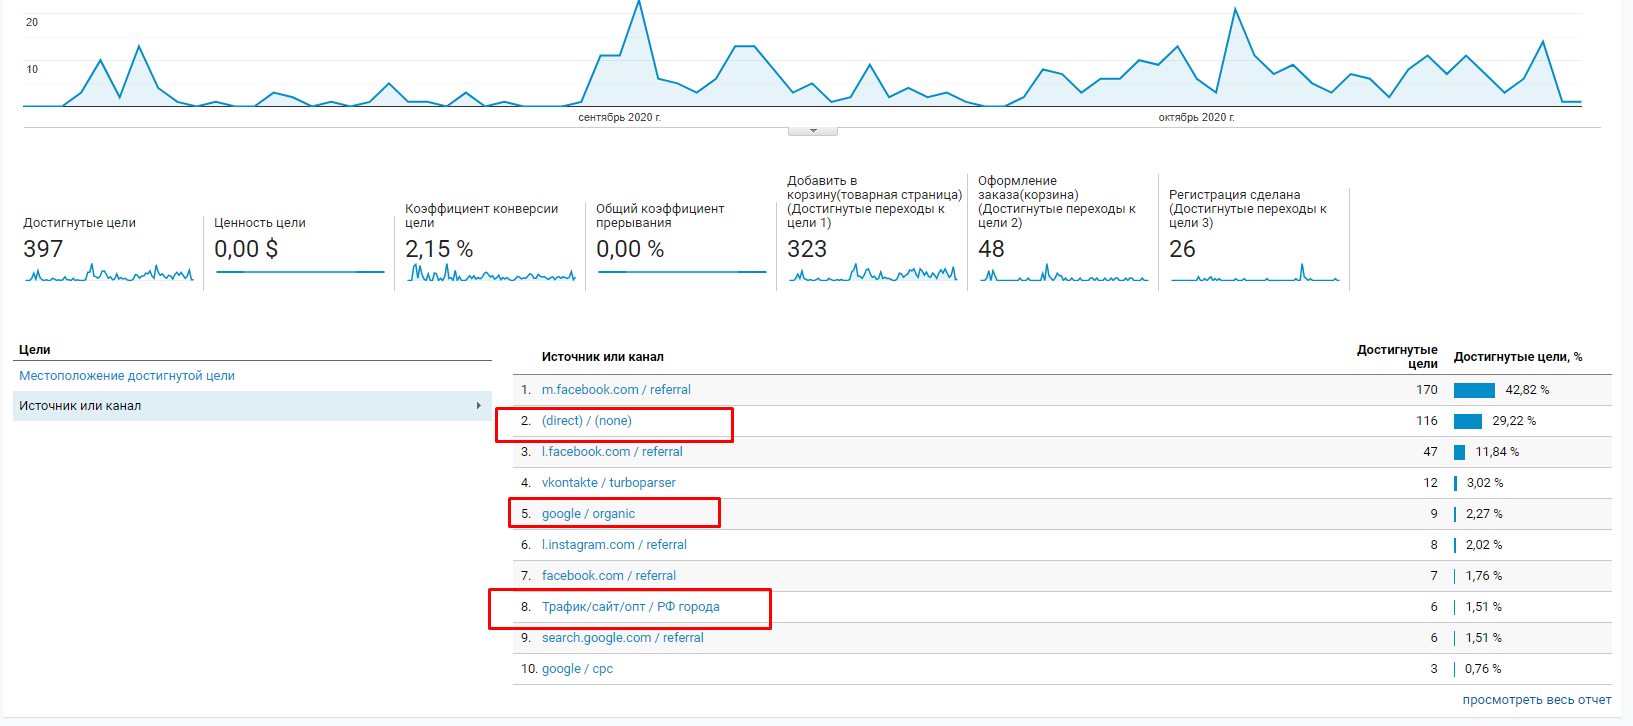 20
10
сентябрь 2020 г.
октябрь 2020 г.
Достигнутые цели
397
Ценность цели
0,00 $
Коэффициент конверсии
цели
2,15 %
Общий коэффициент
прерывания
0,00 %
Добавить в
корзину(товарная страница)
(Достигнутые переходы к
цели 1)
323
Оформление
заказа(корзина)
(Достигнутые переходы к
цели 2)
48
Регистрация сделана
(Достигнутые переходы к
цели 3)
26
Цели
Местоположение достигнутой цели
Источник или канал
Источник или канал Достигнутые цели Достигнутые цели, %
1. m.facebook.com / referral 170 42,82 %
2. (direct) / (none) 116 29,22 %
3. l.facebook.com / referral 47 11,84 %
4. vkontakte / turboparser 12 3,02 %
5. google / organic 9 2,27 %
6. l.instagram.com / referral 8 2,02 %
7. facebook.com / referral 7 1,76 %
8. Трафик/сайт/опт / РФ города 6 1,51 %
9. search.google.com / referral 6 1,51 %
10. google / cpc 3 0,76 %
просмотреть весь отчет